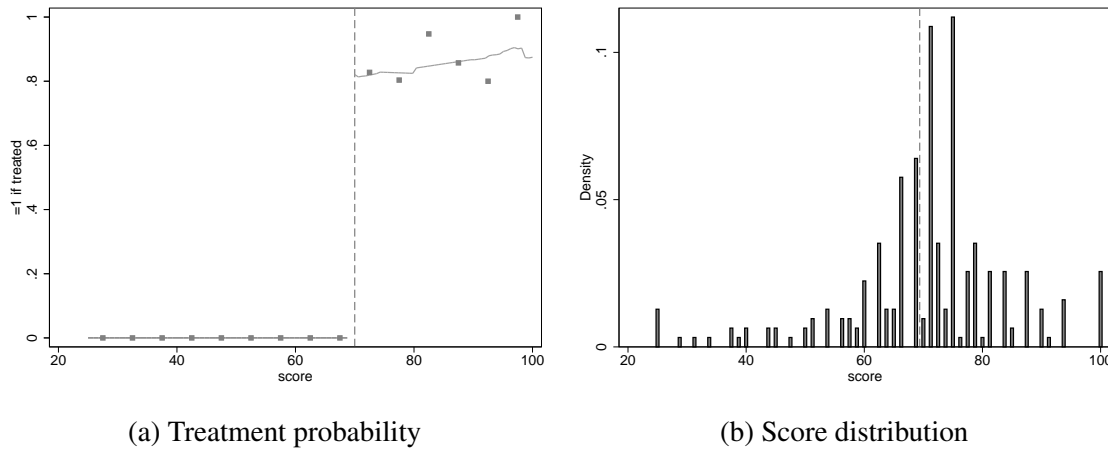 1
.8
.6
.4
.2
0
=1 if treated
20 40 60 80 100
score
(a) Treatment probability
.1
.05
0
Density
20 40 60 80 100
score
(b) Score distribution